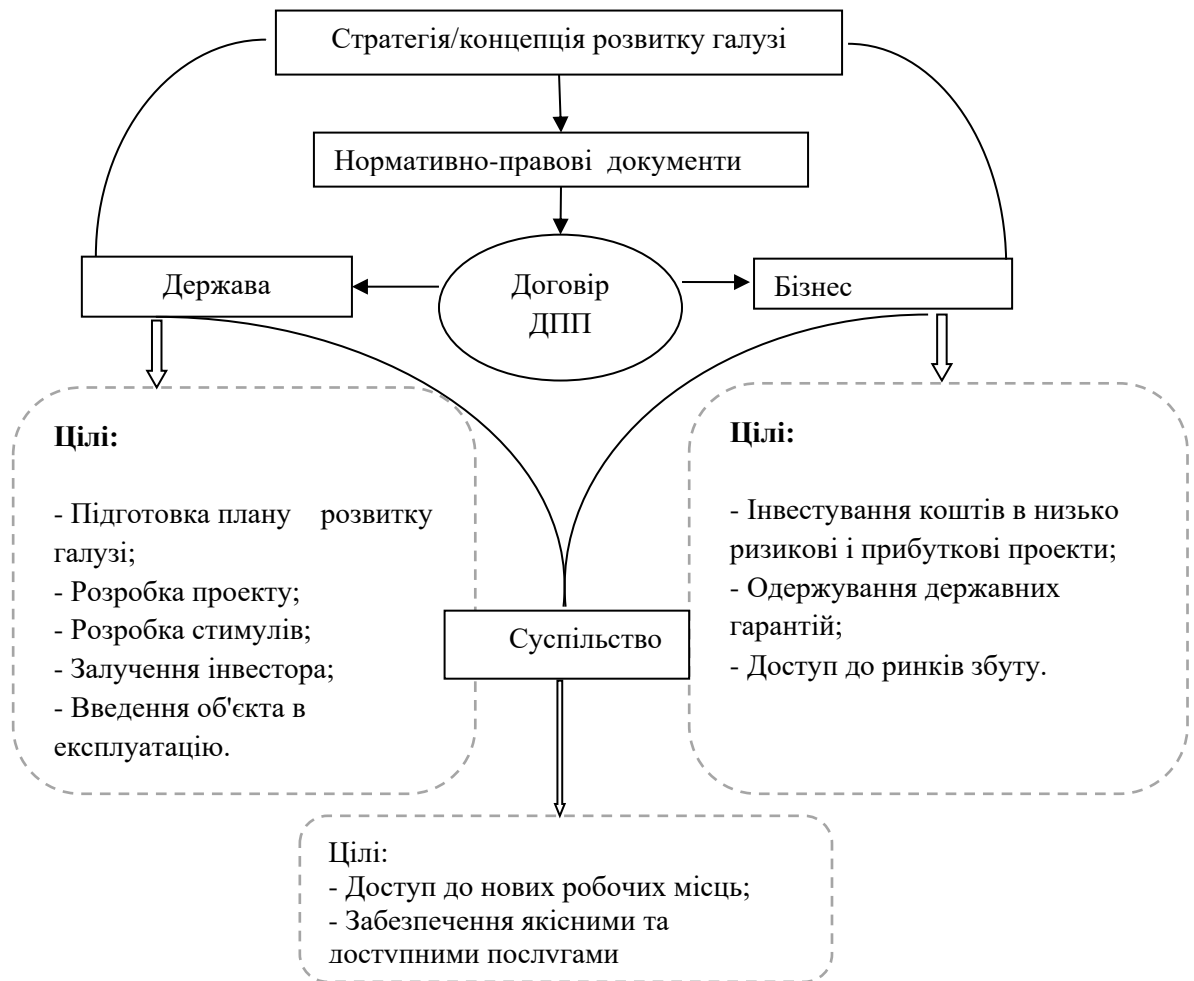 Стратегія/концепція розвитку галузі
Нормативно-правові документи
Держава
Договір
ДПП
Бізнес
Цілі:
- Підготовка плану розвитку
галузі;
- Розробка проекту;
- Розробка стимулів;
- Залучення інвестора;
- Введення об'єкта в
експлуатацію.
Цілі:
- Інвестування коштів в низько
ризикові і прибуткові проекти;
- Одержування державних
гарантій;
- Доступ до ринків збуту.
Суспільство
Цілі:
- Доступ до нових робочих місць;
- Забезпечення якісними та
доступними послугами